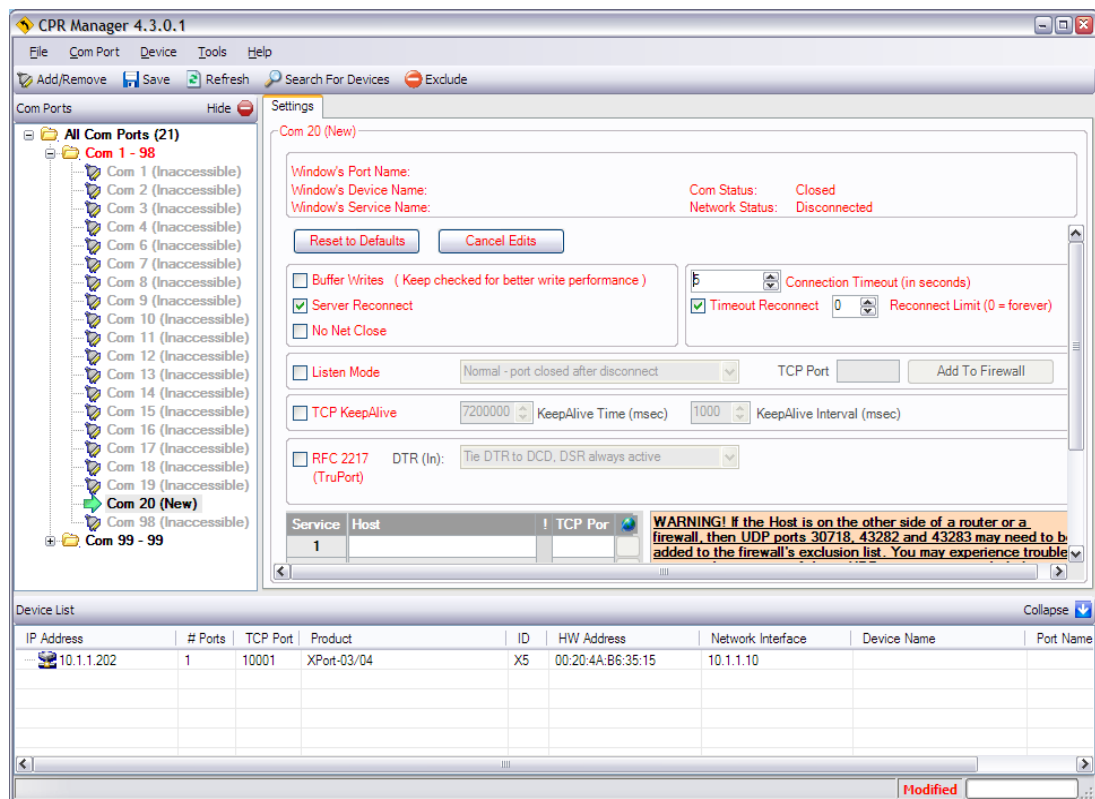 CPR Manager 4.3.0.1
File Com Port Device Tools Help
Add/Remove Save Refresh Search For Devices Exclude
Com Ports Hide
All Com Ports (21)
Com 1 - 98
Com 1 (Inaccessible)
Com 2 (Inaccessible)
Com 3 (Inaccessible)
Com 4 (Inaccessible)
Com 6 (Inaccessible)
Com 7 (Inaccessible)
Com 8 (Inaccessible)
Com 9 (Inaccessible)
Com 10 (Inaccessible)
Com 11 (Inaccessible)
Com 12 (Inaccessible)
Com 13 (Inaccessible)
Com 14 (Inaccessible)
Com 15 (Inaccessible)
Com 16 (Inaccessible)
Com 17 (Inaccessible)
Com 18 (Inaccessible)
Com 19 (Inaccessible)
Com 20 (New)
Com 98 (Inaccessible)
Com 99 - 99
Settings
Com 20 (New)
Window's Port Name:
Window's Device Name: Com Status: Closed
Window's Service Name: Network Status: Disconnected
Reset to Defaults Cancel Edits
Buffer Writes ( Keep checked for better write performance )
Server Reconnect
No Net Close
5 Connection Timeout (in seconds)
Timeout Reconnect 0 Reconnect Limit (0 = forever)
Listen Mode Normal - port closed after disconnect TCP Port Add To Firewall
TCP KeepAlive 7200000 KeepAlive Time (msec) 1000 KeepAlive Interval (msec)
RFC 2217 DTR (In): Tie DTR to DCD, DSR always active
(TruPort)
Service Host ! TCP Por
1
WARNING! If the Host is on the other side of a router or a
firewall, then UDP ports 30718, 43282 and 43283 may need to be
added to the firewall's exclusion list. You may experience trouble
Device List Collapse
IP Address # Ports TCP Port Product ID HW Address Network Interface Device Name Port Name
10.1.1.202 1 10001 XPort-03/04 X5 00:20:4A:B6:35:15 10.1.1.10
Modified